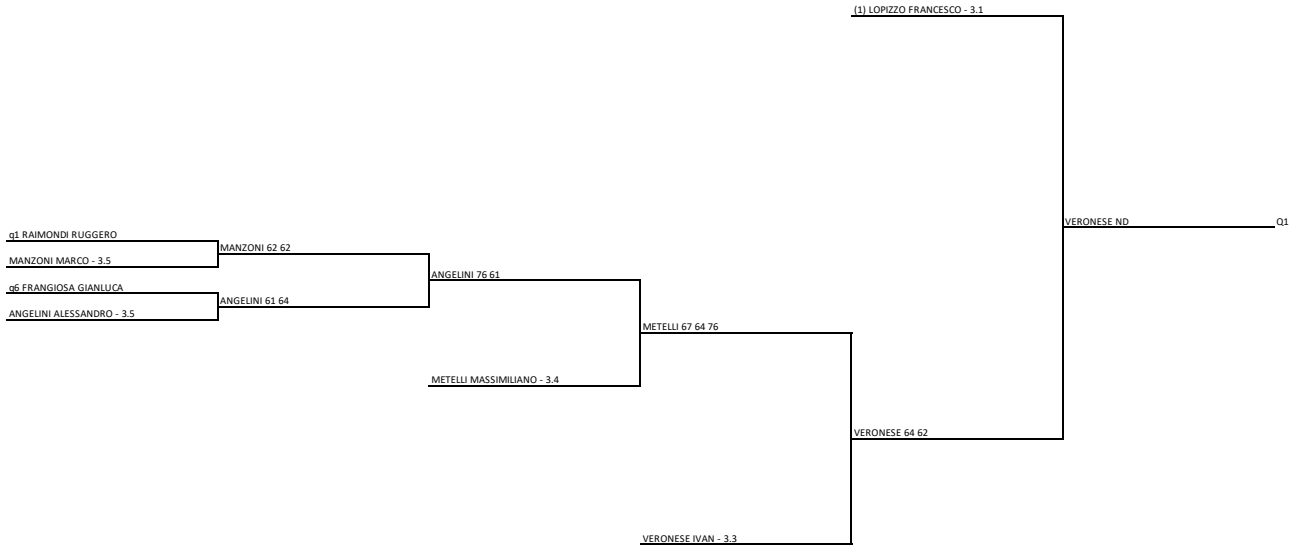 (1) LOPIZZO FRANCESCO - 3.1
VERONESE ND
Q1
q1 RAIMONDI RUGGERO
MANZONI 62 62
MANZONI MARCO - 3.5
ANGELINI 76 61
q6 FRANGIOSA GIANLUCA
ANGELINI 61 64
ANGELINI ALESSANDRO - 3.5
METELLI 67 64 76
METELLI MASSIMILIANO - 3.4
VERONESE 64 62
VERONESE IVAN - 3.3